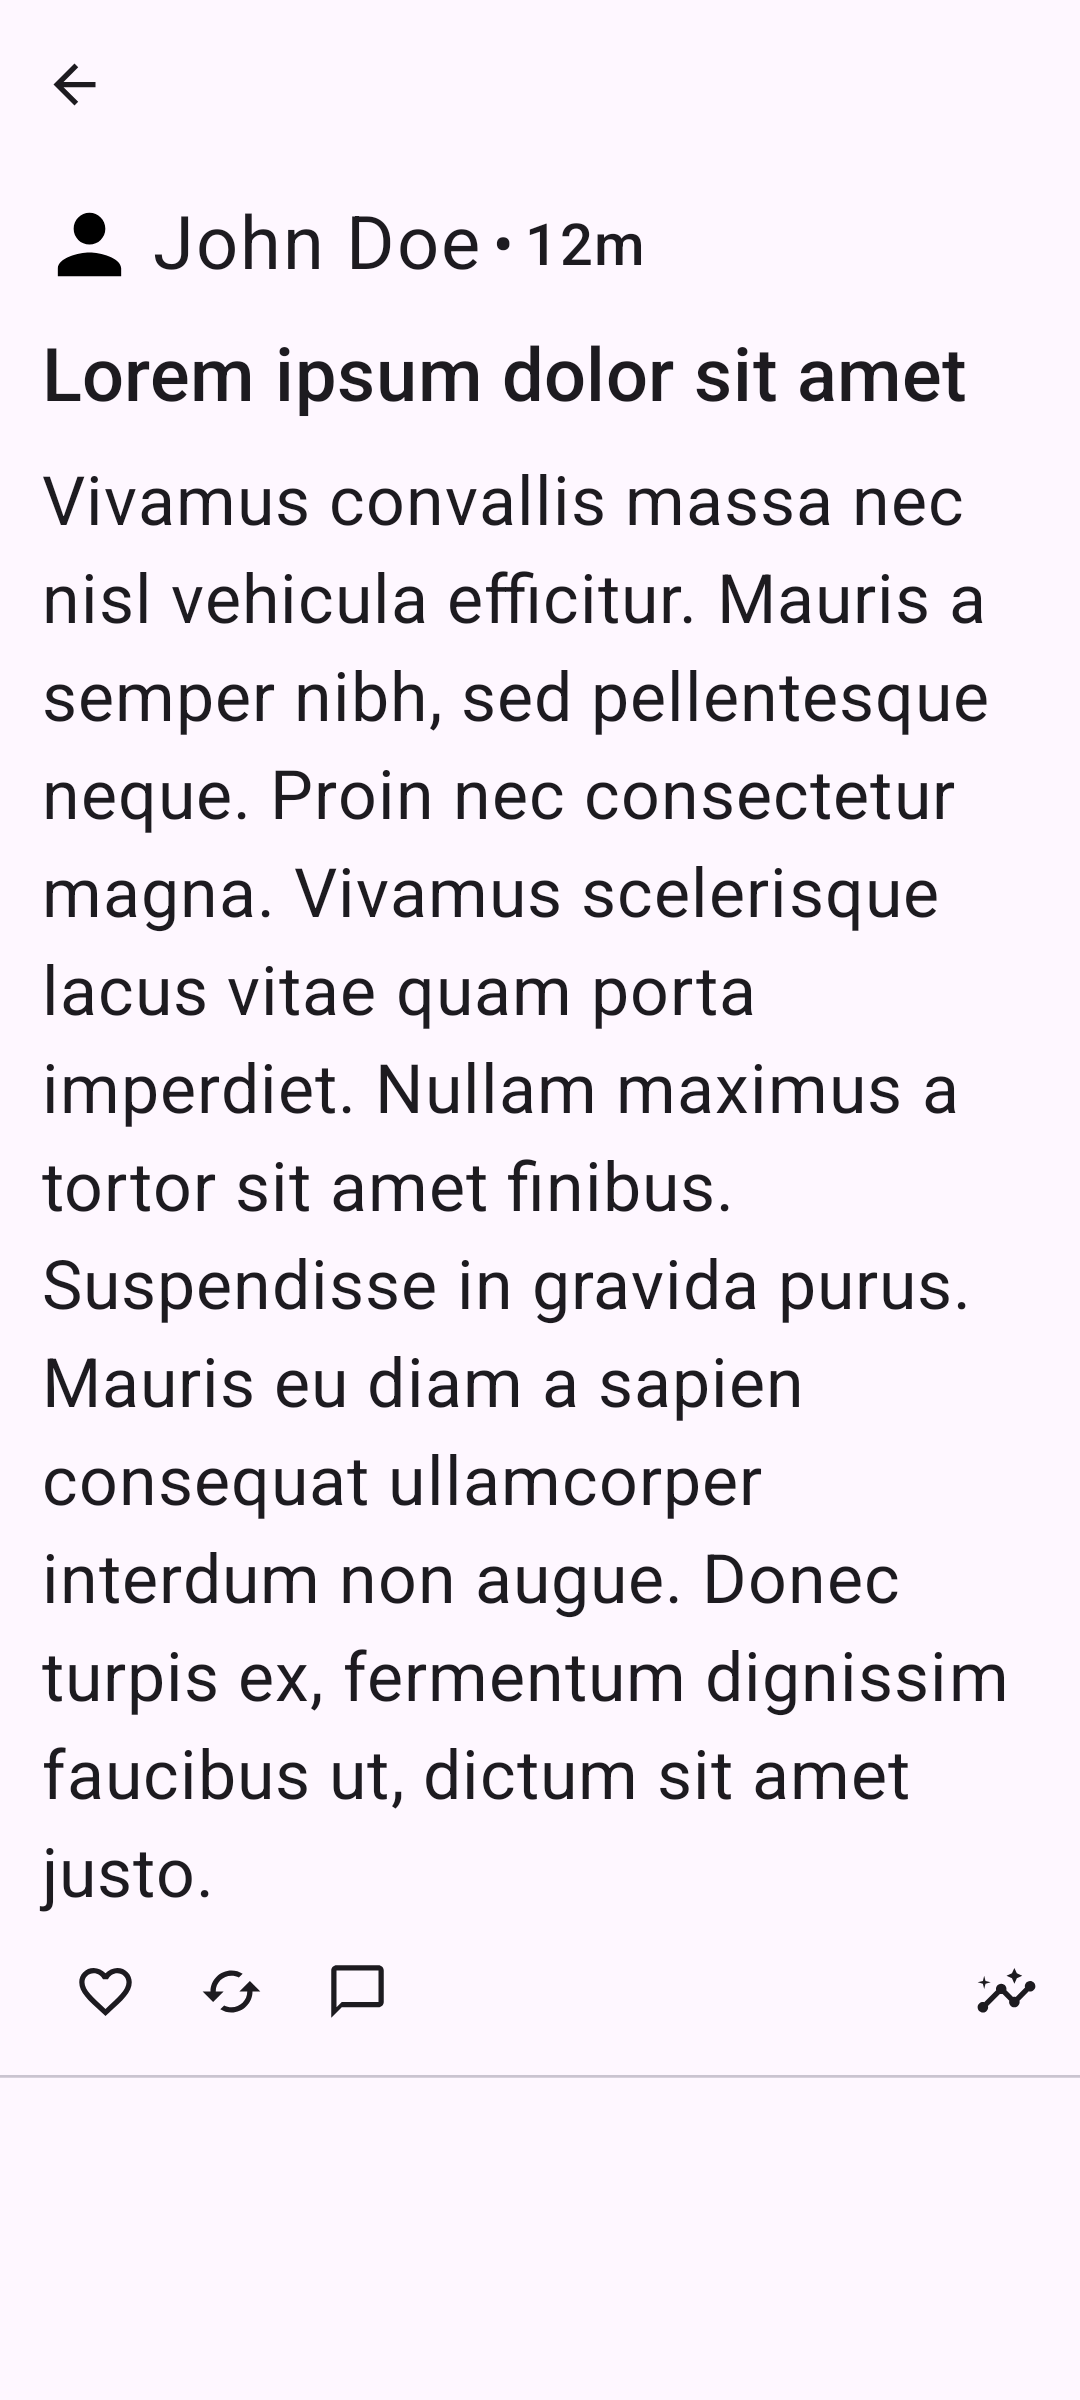 John Doe • 12m
Lorem ipsum dolor sit amet
Vivamus convallis massa nec
nisl vehicula efficitur. Mauris a
semper nibh, sed pellentesque
neque. Proin nec consectetur
magna. Vivamus scelerisque
lacus vitae quam porta
imperdiet. Nullam maximus a
tortor sit amet finibus.
Suspendisse in gravida purus.
Mauris eu diam a sapien
consequat ullamcorper
interdum non augue. Donec
turpis ex, fermentum dignissim
faucibus ut, dictum sit amet
justo.